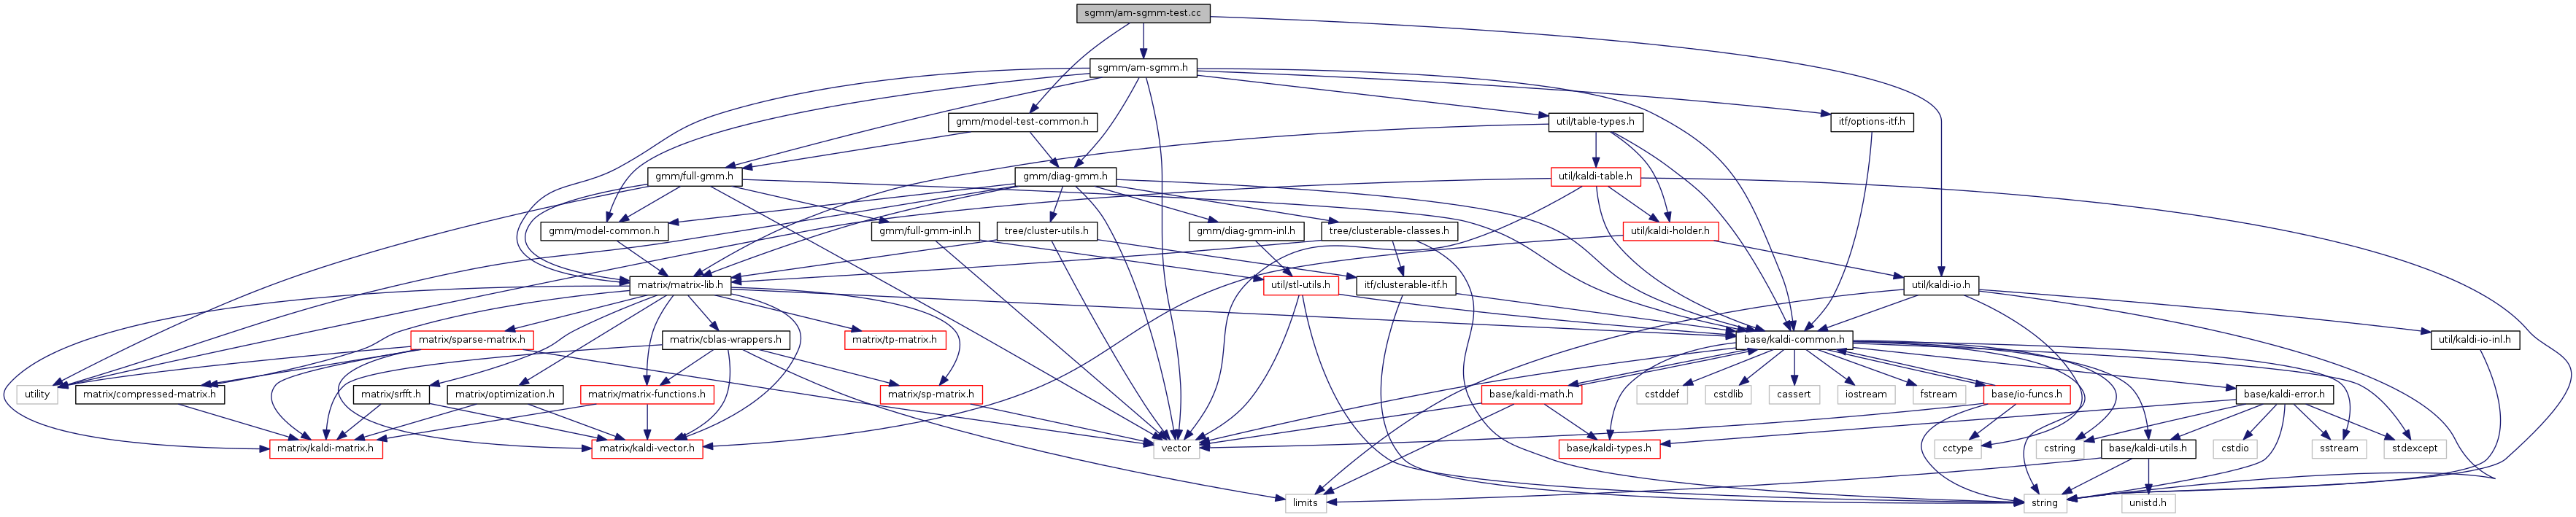 sgmm/am-sgmm-test.cc
sgmm/am-sgmm.h
gmm/model-test-common.h
util/table-types.h
itf/options-itf.h
gmm/full-gmm.h
gmm/diag-gmm.h
util/kaldi-table.h
gmm/model-common.h
gmm/full-gmm-inl.h
tree/cluster-utils.h
gmm/diag-gmm-inl.h
tree/clusterable-classes.h
util/kaldi-holder.h
matrix/matrix-lib.h
util/stl-utils.h
itf/clusterable-itf.h
util/kaldi-io.h
matrix/sparse-matrix.h
matrix/cblas-wrappers.h
matrix/tp-matrix.h
base/kaldi-common.h
util/kaldi-io-inl.h
utility
matrix/compressed-matrix.h
matrix/srfft.h
matrix/optimization.h
matrix/matrix-functions.h
matrix/sp-matrix.h
base/kaldi-math.h
cstddef
cstdlib
cassert
iostream
fstream
base/io-funcs.h
base/kaldi-error.h
matrix/kaldi-matrix.h
matrix/kaldi-vector.h
vector
base/kaldi-types.h
cctype
cstring
base/kaldi-utils.h
cstdio
sstream
stdexcept
limits
string
unistd.h